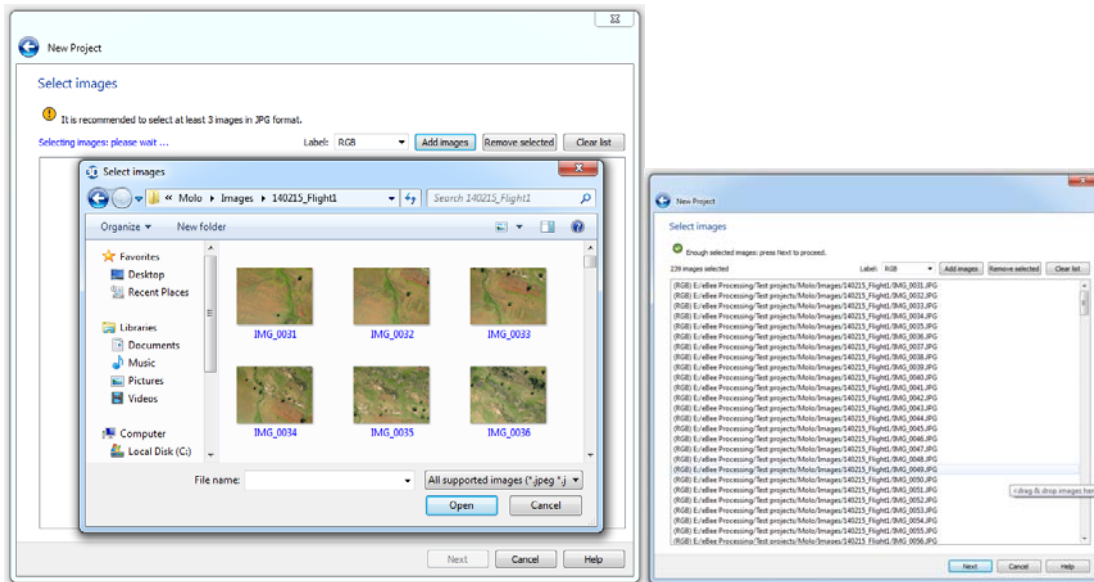 New Project
Select images
It is recommended to select at least 3 images in JPG format.
Selecting images: please wait ...
Label: RGB
Add images
Remove selected
Clear list
Select images
« Molo ▸ Images ▸ 140215_Flight1
Search 140215_Flight1
Organize
New folder
Favorites
Desktop
Recent Places
Libraries
Documents
Music
Pictures
Videos
Computer
Local Disk (C:)
IMG_0031
IMG_0032
IMG_0033
IMG_0034
IMG_0035
IMG_0036
File name:
All supported images (*.jpeg *.j
Open
Cancel
Next
Cancel
Help
New Project
Select images
Enough selected images: press Next to proceed.
239 images selected
Label: RGB
Add images
Remove selected
Clear list
(RGB) E:/eBee Processing/Test projects/Molo/Images/140215_Flight1/IMG_0031.JPG
(RGB) E:/eBee Processing/Test projects/Molo/Images/140215_Flight1/IMG_0032.JPG
(RGB) E:/eBee Processing/Test projects/Molo/Images/140215_Flight1/IMG_0033.JPG
(RGB) E:/eBee Processing/Test projects/Molo/Images/140215_Flight1/IMG_0034.JPG
(RGB) E:/eBee Processing/Test projects/Molo/Images/140215_Flight1/IMG_0035.JPG
(RGB) E:/eBee Processing/Test projects/Molo/Images/140215_Flight1/IMG_0036.JPG
(RGB) E:/eBee Processing/Test projects/Molo/Images/140215_Flight1/IMG_0037.JPG
(RGB) E:/eBee Processing/Test projects/Molo/Images/140215_Flight1/IMG_0038.JPG
(RGB) E:/eBee Processing/Test projects/Molo/Images/140215_Flight1/IMG_0039.JPG
(RGB) E:/eBee Processing/Test projects/Molo/Images/140215_Flight1/IMG_0040.JPG
(RGB) E:/eBee Processing/Test projects/Molo/Images/140215_Flight1/IMG_0041.JPG
(RGB) E:/eBee Processing/Test projects/Molo/Images/140215_Flight1/IMG_0042.JPG
(RGB) E:/eBee Processing/Test projects/Molo/Images/140215_Flight1/IMG_0043.JPG
(RGB) E:/eBee Processing/Test projects/Molo/Images/140215_Flight1/IMG_0044.JPG
(RGB) E:/eBee Processing/Test projects/Molo/Images/140215_Flight1/IMG_0045.JPG
(RGB) E:/eBee Processing/Test projects/Molo/Images/140215_Flight1/IMG_0046.JPG
(RGB) E:/eBee Processing/Test projects/Molo/Images/140215_Flight1/IMG_0047.JPG
(RGB) E:/eBee Processing/Test projects/Molo/Images/140215_Flight1/IMG_0048.JPG
(RGB) E:/eBee Processing/Test projects/Molo/Images/140215_Flight1/IMG_0049.JPG
(RGB) E:/eBee Processing/Test projects/Molo/Images/140215_Flight1/IMG_0050.JPG
(RGB) E:/eBee Processing/Test projects/Molo/Images/140215_Flight1/IMG_0051.JPG
(RGB) E:/eBee Processing/Test projects/Molo/Images/140215_Flight1/IMG_0052.JPG
(RGB) E:/eBee Processing/Test projects/Molo/Images/140215_Flight1/IMG_0053.JPG
(RGB) E:/eBee Processing/Test projects/Molo/Images/140215_Flight1/IMG_0054.JPG
(RGB) E:/eBee Processing/Test projects/Molo/Images/140215_Flight1/IMG_0055.JPG
(RGB) E:/eBee Processing/Test projects/Molo/Images/140215_Flight1/IMG_0056.JPG
<drag & drop images her
Next
Cancel
Help